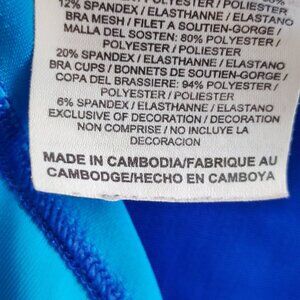 12% SPANDEX / ELASTHANNE / ELASTANO
BRA MESH / FILET A SOUTIEN-GORGE /
MALLA DEL SOSTEN: 80% POLYESTER /
POLYESTER / POLIESTER
20% SPANDEX / ELASTHANNE / ELASTANO
BRA CUPS / BONNETS DE SOUTIEN-GORGE /
COPA DEL BRASSIERE: 94% POLYESTER /
POLYESTER / POLIESTER
6% SPANDEX / ELASTHANNE / ELASTANO
EXCLUSIVE OF DECORATION / DECORATION
NON COMPRISE / NO INCLUYE LA
DECORACION
MADE IN CAMBODIA/FABRIQUE AU
CAMBODGE/HECHO EN CAMBOYA